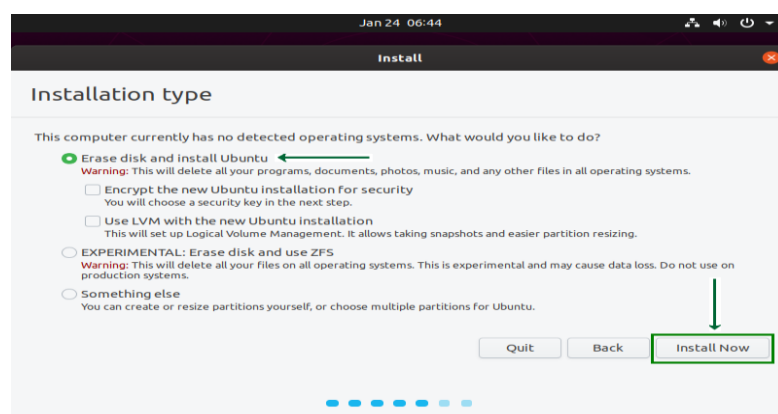 Jan 24 06:44
Install
Installation type
This computer currently has no detected operating systems. What would you like to do?
Erase disk and install Ubuntu
Warning: This will delete all your programs, documents, photos, music, and any other files in all operating systems.
Encrypt the new Ubuntu installation for security
You will choose a security key in the next step.
Use LVM with the new Ubuntu installation
This will set up Logical Volume Management. It allows taking snapshots and easier partition resizing.
EXPERIMENTAL: Erase disk and use ZFS
Warning: This will delete all your files on all operating systems. This is experimental and may cause data loss. Do not use on
production systems.
Something else
You can create or resize partitions yourself, or choose multiple partitions for Ubuntu.
Quit Back Install Now